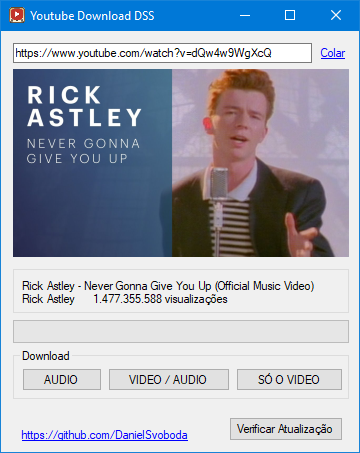 Youtube Download DSS
https://www.youtube.com/watch?v=dQw4w9WgXcQ Colar
RICK
ASTLEY
NEVER GONNA
GIVE YOU UP
Rick Astley - Never Gonna Give You Up (Official Music Video)
Rick Astley 1.477.355.588 visualizações
Download
AUDIO VIDEO / AUDIO SÓ O VIDEO
https://github.com/DanielSvoboda Verificar Atualização